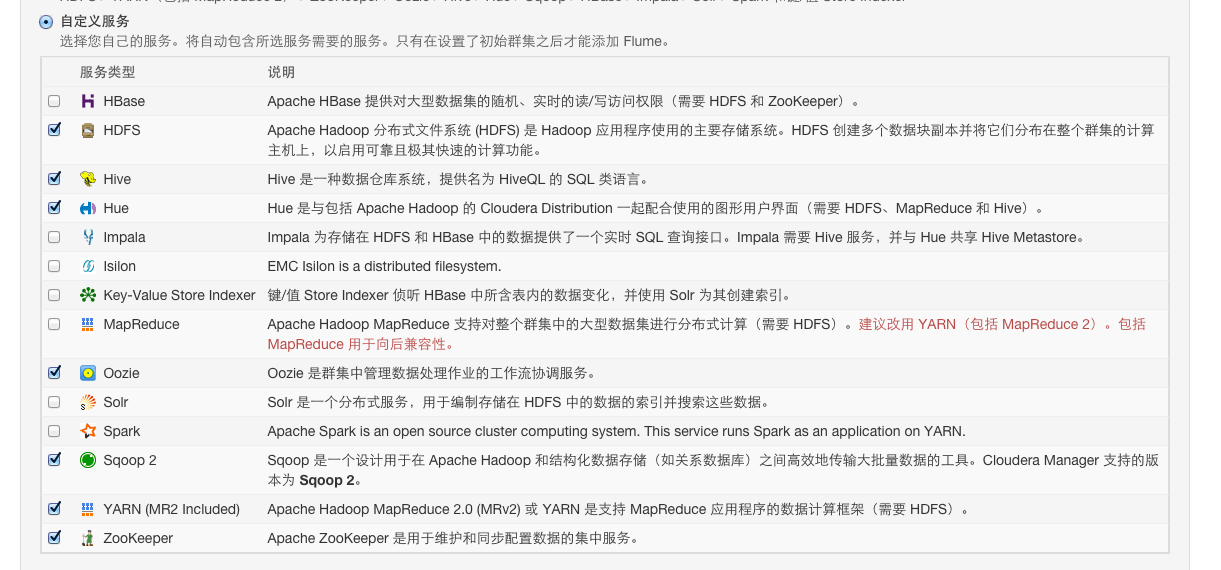 自定义服务
选择您自己的服务。将自动包含所选服务需要的服务。只有在设置了初始群集之后才能添加 Flume。
服务类型 说明
HBase Apache HBase 提供对大型数据集的随机、实时的读/写访问权限（需要 HDFS 和 ZooKeeper）。
HDFS Apache Hadoop 分布式文件系统 (HDFS) 是 Hadoop 应用程序使用的主要存储系统。HDFS 创建多个数据块副本并将它们分布在整个群集的计算
主机上，以启用可靠且极其快速的计算功能。
Hive Hive 是一种数据仓库系统，提供名为 HiveQL 的 SQL 类语言。
Hue Hue 是与包括 Apache Hadoop 的 Cloudera Distribution 一起配合使用的图形用户界面（需要 HDFS、MapReduce 和 Hive）。
Impala Impala 为存储在 HDFS 和 HBase 中的数据提供了一个实时 SQL 查询接口。Impala 需要 Hive 服务，并与 Hue 共享 Hive Metastore。
Isilon EMC Isilon is a distributed filesystem.
Key-Value Store Indexer 键/值 Store Indexer 侦听 HBase 中所含表内的数据变化，并使用 Solr 为其创建索引。
MapReduce Apache Hadoop MapReduce 支持对整个群集中的大型数据集进行分布式计算（需要 HDFS）。建议改用 YARN（包括 MapReduce 2）。包括
MapReduce 用于向后兼容性。
Oozie Oozie 是群集中管理数据处理作业的工作流协调服务。
Solr Solr 是一个分布式服务，用于编制存储在 HDFS 中的数据的索引并搜索这些数据。
Spark Apache Spark is an open source cluster computing system. This service runs Spark as an application on YARN.
Sqoop 2 Sqoop 是一个设计用于在 Apache Hadoop 和结构化数据存储（如关系数据库）之间高效地传输大批量数据的工具。Cloudera Manager 支持的版
本为 Sqoop 2。
YARN (MR2 Included) Apache Hadoop MapReduce 2.0 (MRv2) 或 YARN 是支持 MapReduce 应用程序的数据计算框架（需要 HDFS）。
ZooKeeper Apache ZooKeeper 是用于维护和同步配置数据的集中服务。